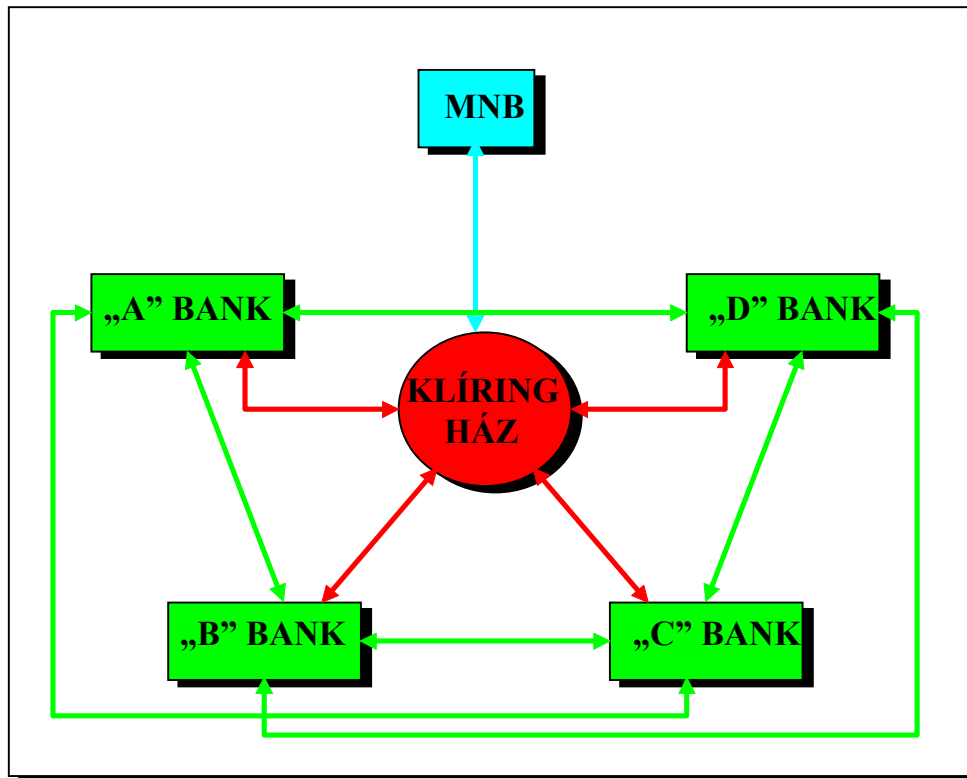 MNB
„A” BANK
„D” BANK
KLÍRING
HÁZ
„B” BANK
„C” BANK